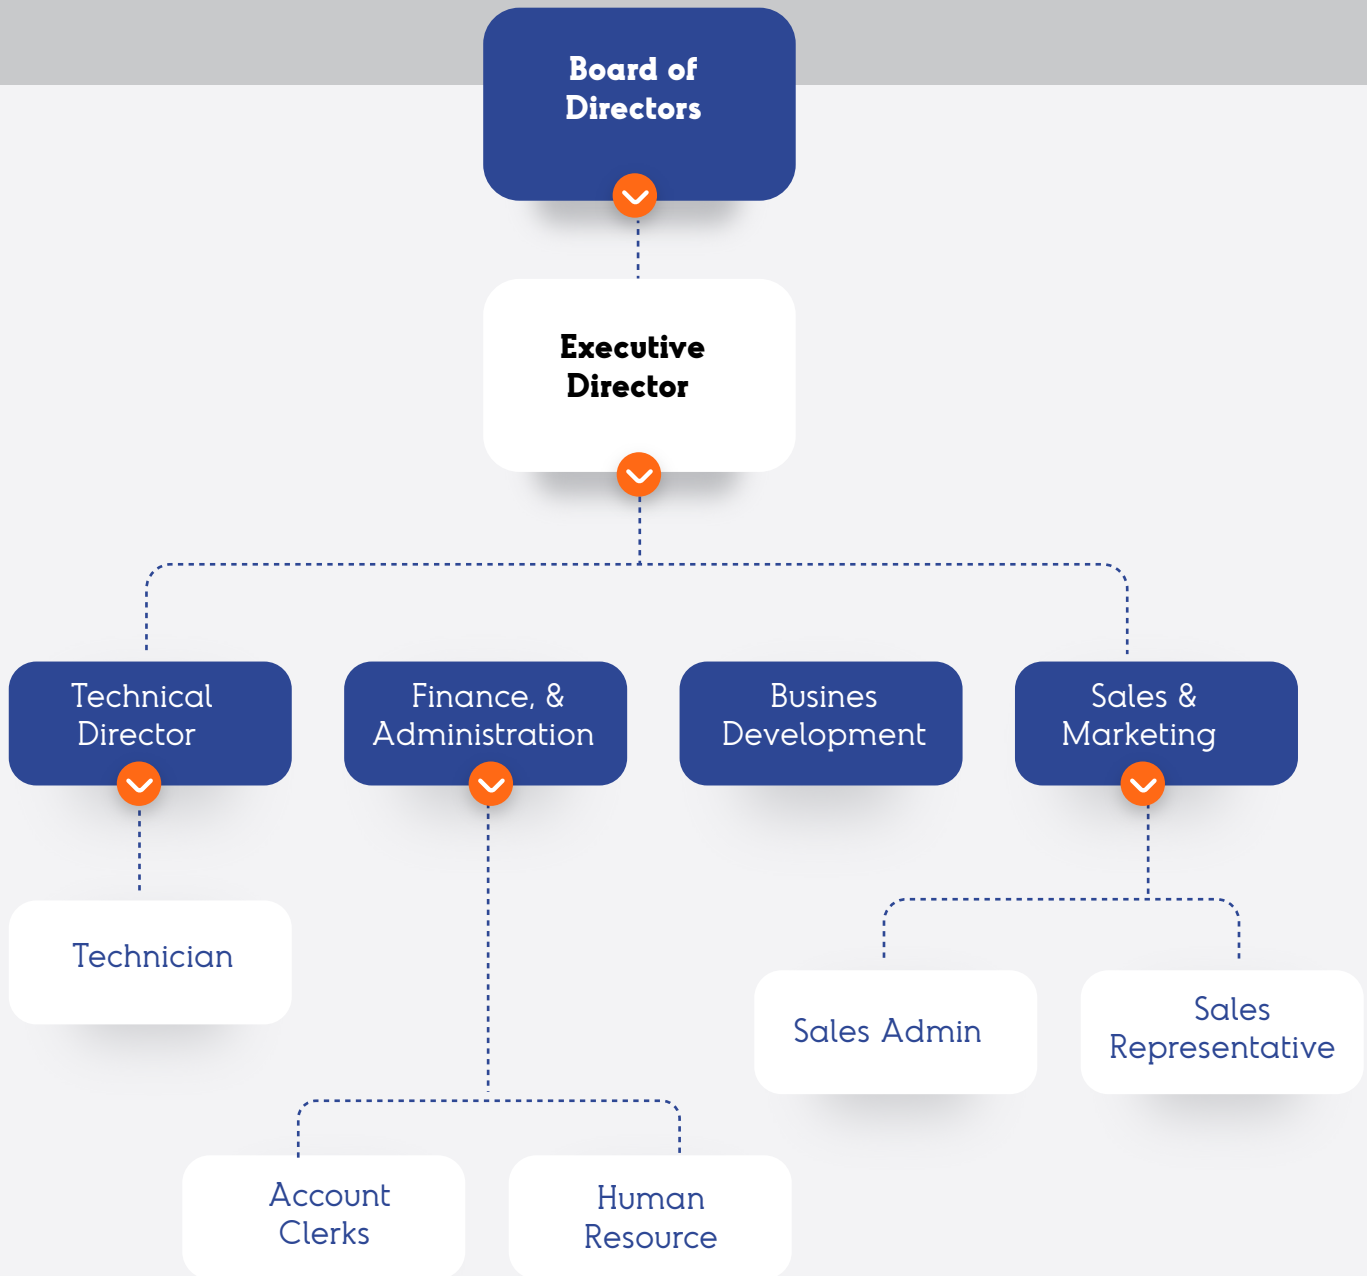 Board of
Directors
Executive
Director
Technical
Director
Finance, &
Administration
Busines
Development
Sales &
Marketing
Technician
Sales Admin
Sales
Representative
Account
Clerks
Human
Resource